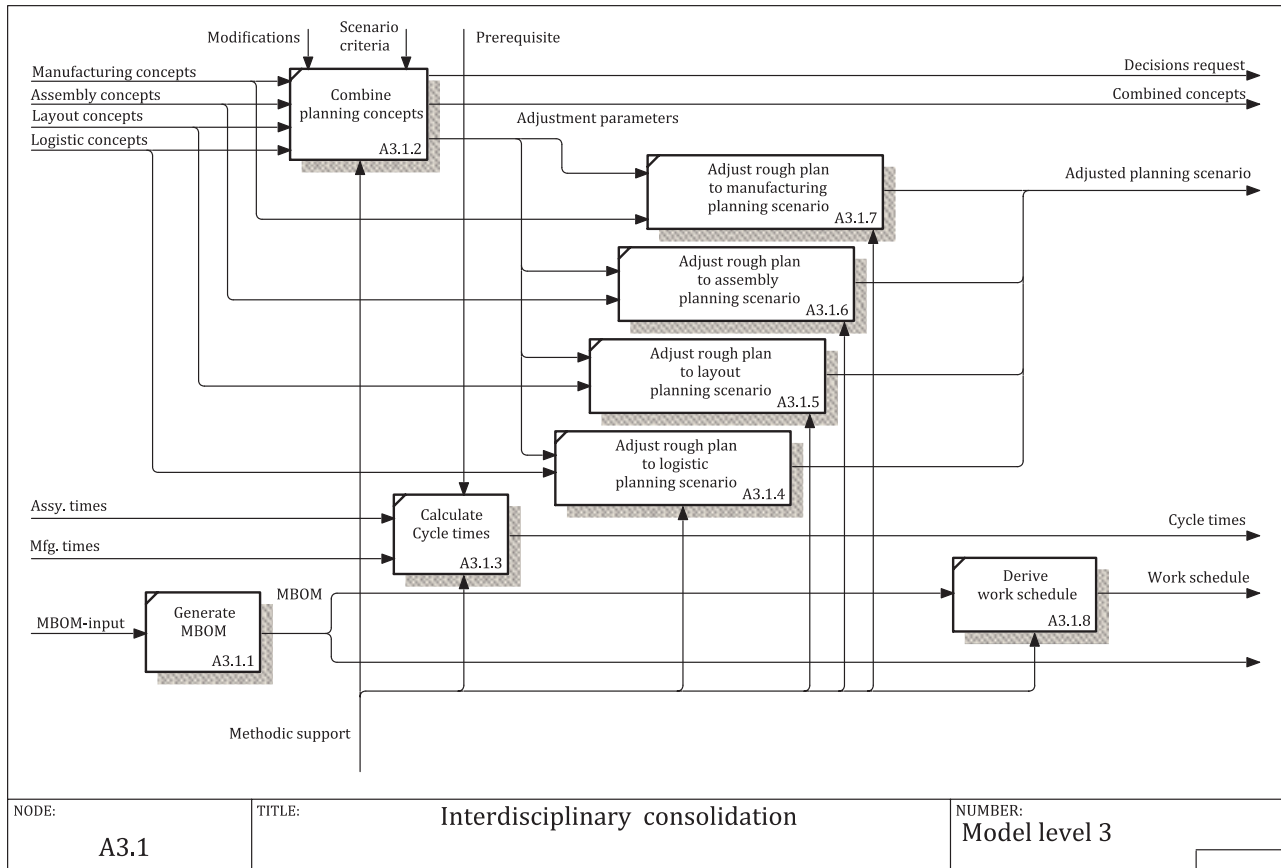 Modifications
Scenario
criteria
Prerequisite
Manufacturing concepts
Assembly concepts
Layout concepts
Logistic concepts
Combine
planning concepts
A3.1.2
Decisions request
Combined concepts
Adjustment parameters
Adjust rough plan
to manufacturing
planning scenario
A3.1.7
Adjusted planning scenario
Adjust rough plan
to assembly
planning scenario
A3.1.6
Adjust rough plan
to layout
planning scenario
A3.1.5
Adjust rough plan
to logistic
planning scenario
A3.1.4
Assy. times
Mfg. times
Calculate
Cycle times
A3.1.3
Cycle times
MBOM-input
Generate
MBOM
A3.1.1
MBOM
Derive
work schedule
A3.1.8
Work schedule
Methodic support
NODE:
A3.1
TITLE:
Interdisciplinary consolidation
NUMBER:
Model level 3